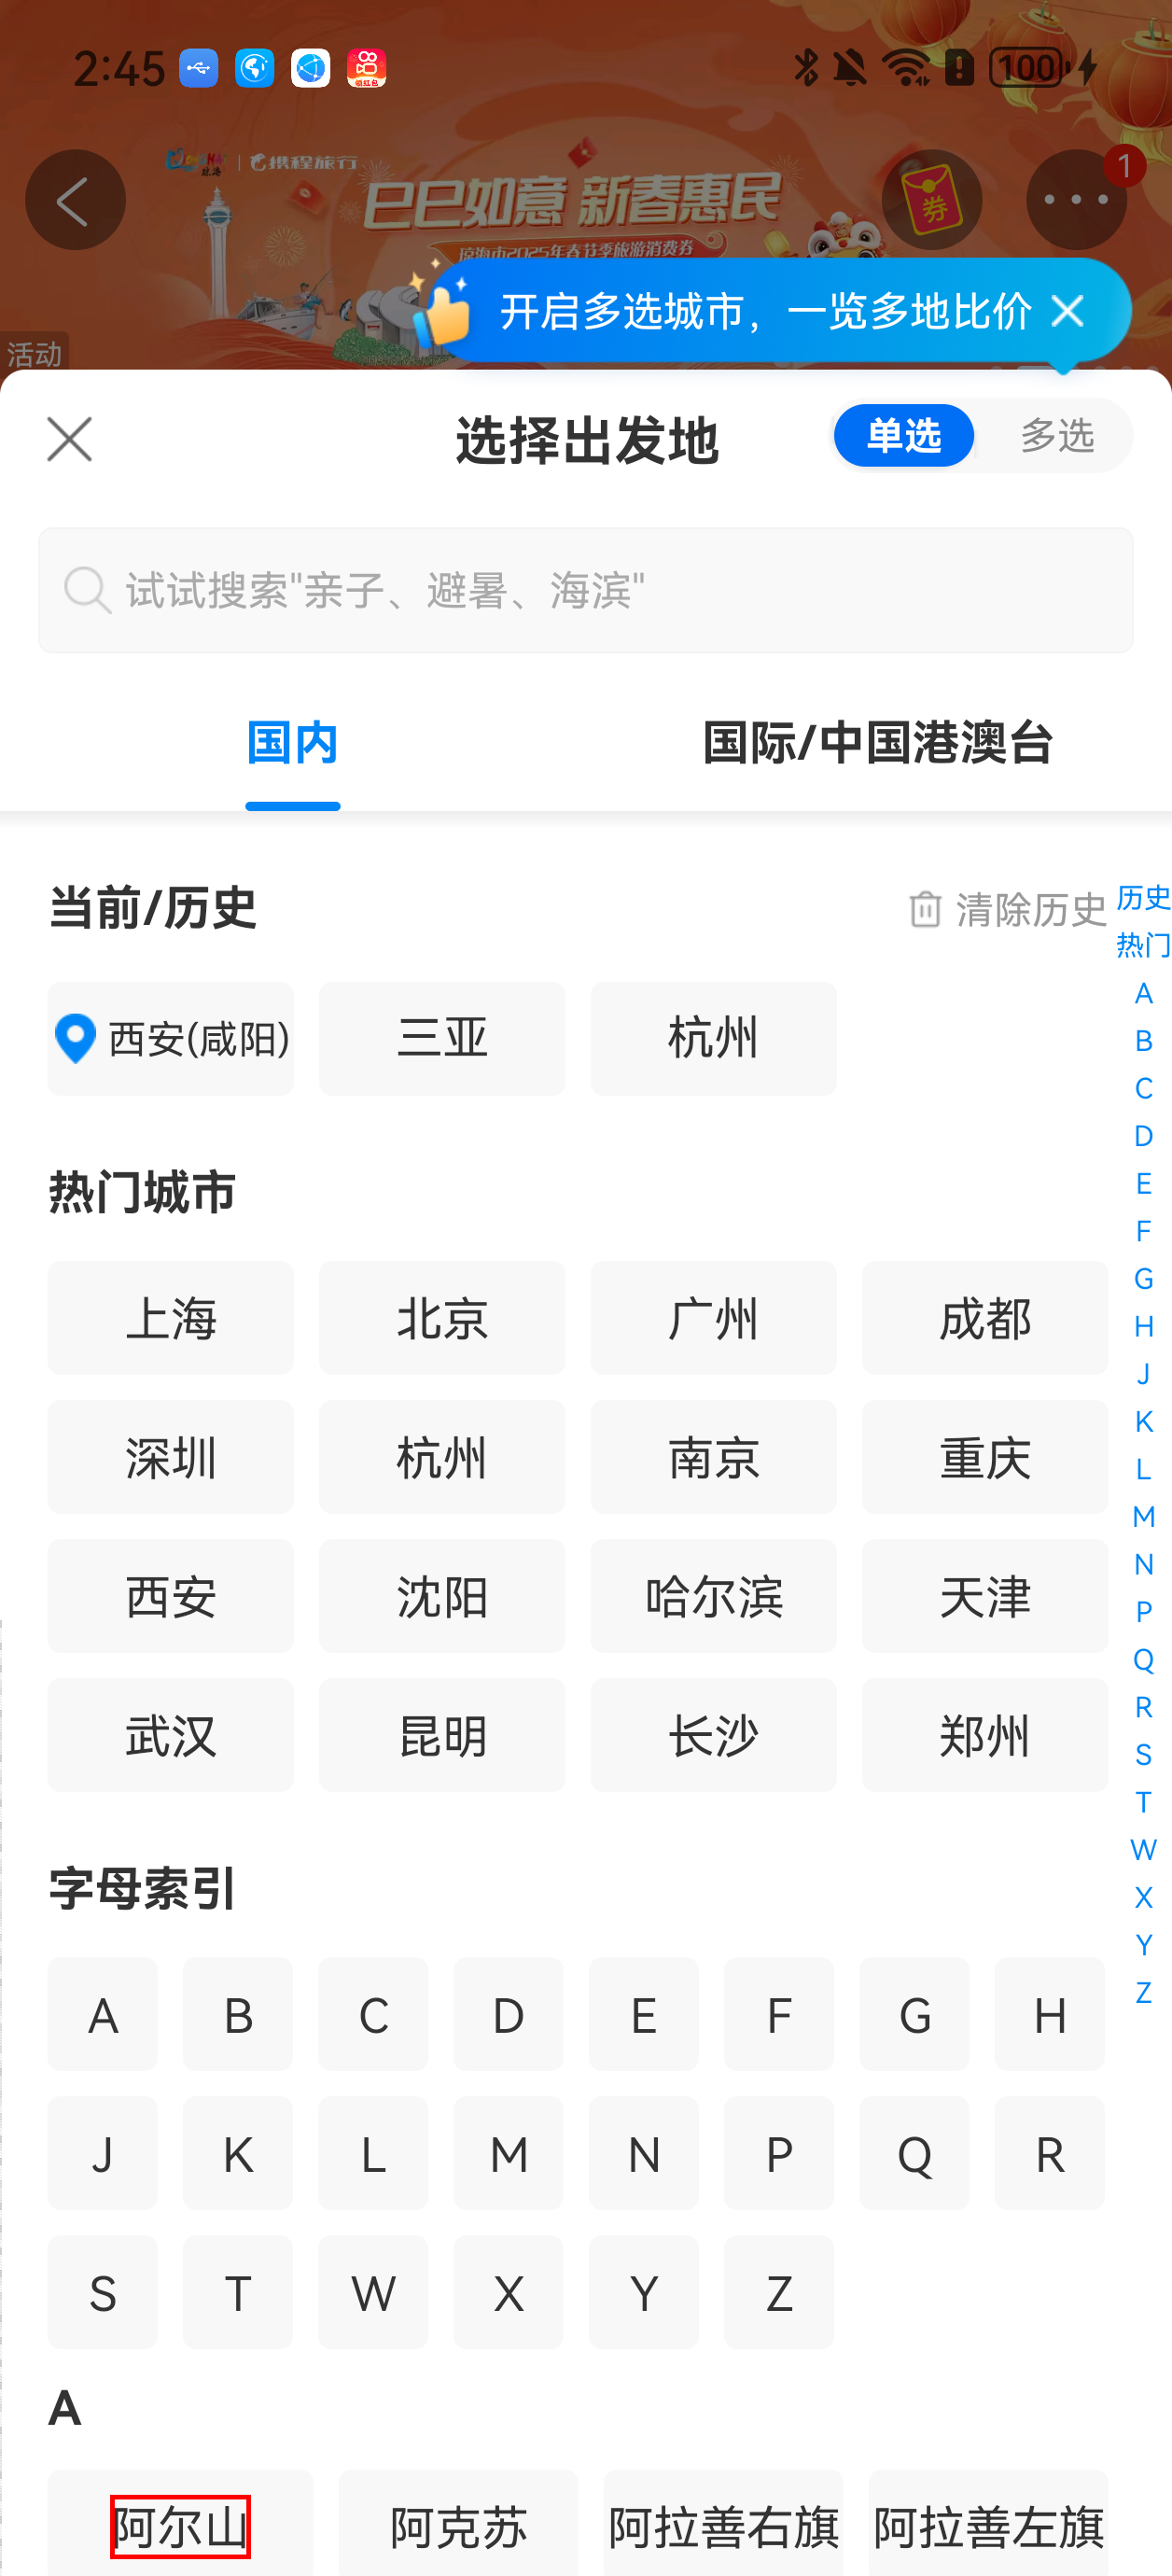 2:45
领红包
100
携程旅行
巳巳如意 新春惠民
琼海市2025年春节季旅游消费券
券
1
开启多选城市，一览多地比价
活动
选择出发地
单选
多选
试试搜索"亲子、避暑、海滨"
国内
国际/中国港澳台
当前/历史
清除历史
西安(咸阳)
三亚
杭州
热门城市
上海
北京
广州
成都
深圳
杭州
南京
重庆
西安
沈阳
哈尔滨
天津
武汉
昆明
长沙
郑州
字母索引
A
B
C
D
E
F
G
H
J
K
L
M
N
P
Q
R
S
T
W
X
Y
Z
A
阿尔山
阿克苏
阿拉善右旗
阿拉善左旗
历史
热门
A
B
C
D
E
F
G
H
J
K
L
M
N
P
Q
R
S
T
W
X
Y
Z